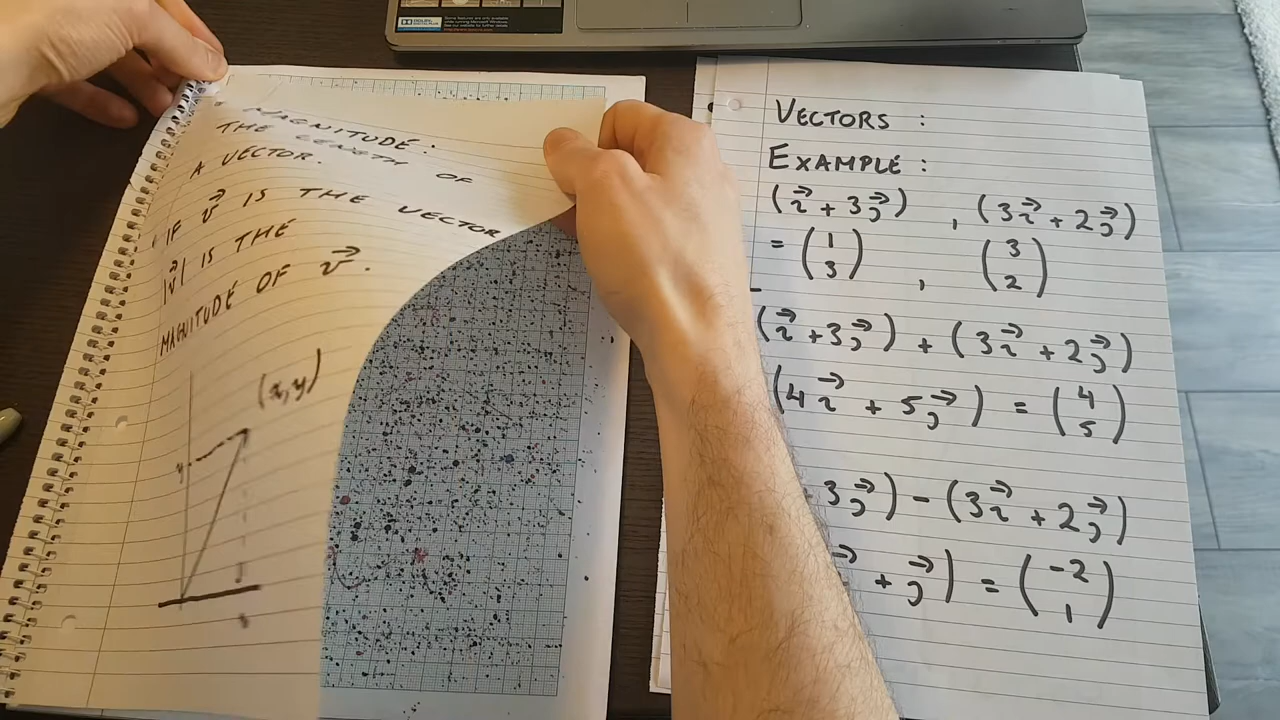 MAGNITUDE:
THE LENGTH OF
A VECTOR.
IF v⃗ IS THE VECTOR
|v⃗| IS THE
MAGNITUDE OF v⃗.
(x,y)
y
VECTORS :
EXAMPLE :
(i⃗ + 3j⃗) , (3i⃗ + 2j⃗)
= (1 3) , (3 2)
(i⃗ + 3j⃗) + (3i⃗ + 2j⃗)
(4i⃗ + 5j⃗) = (4 5)
3j⃗) - (3i⃗ + 2j⃗)
+ j⃗) = (-2 1)